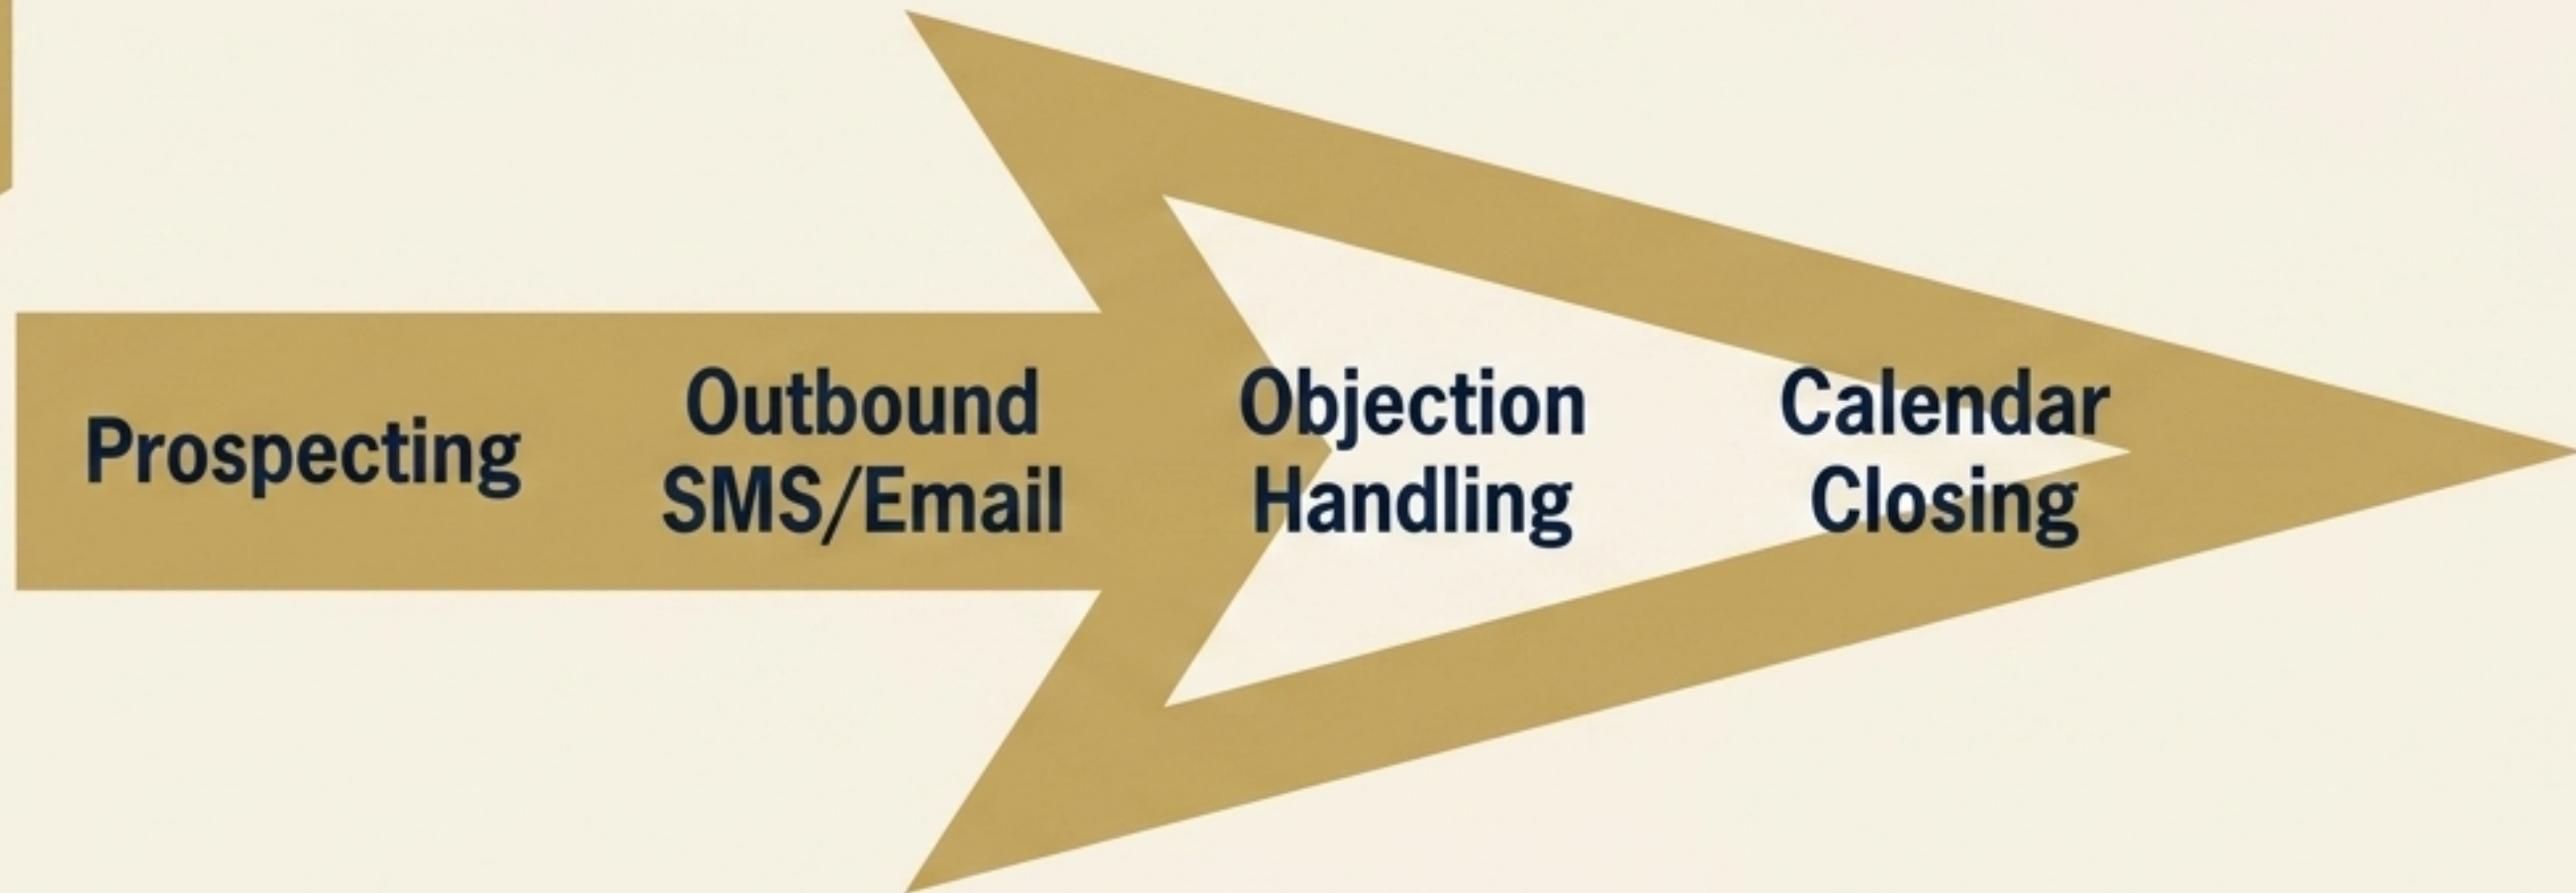 Prospecting
Outbound
SMS/Email
Objection
Handling
Calendar
Closing